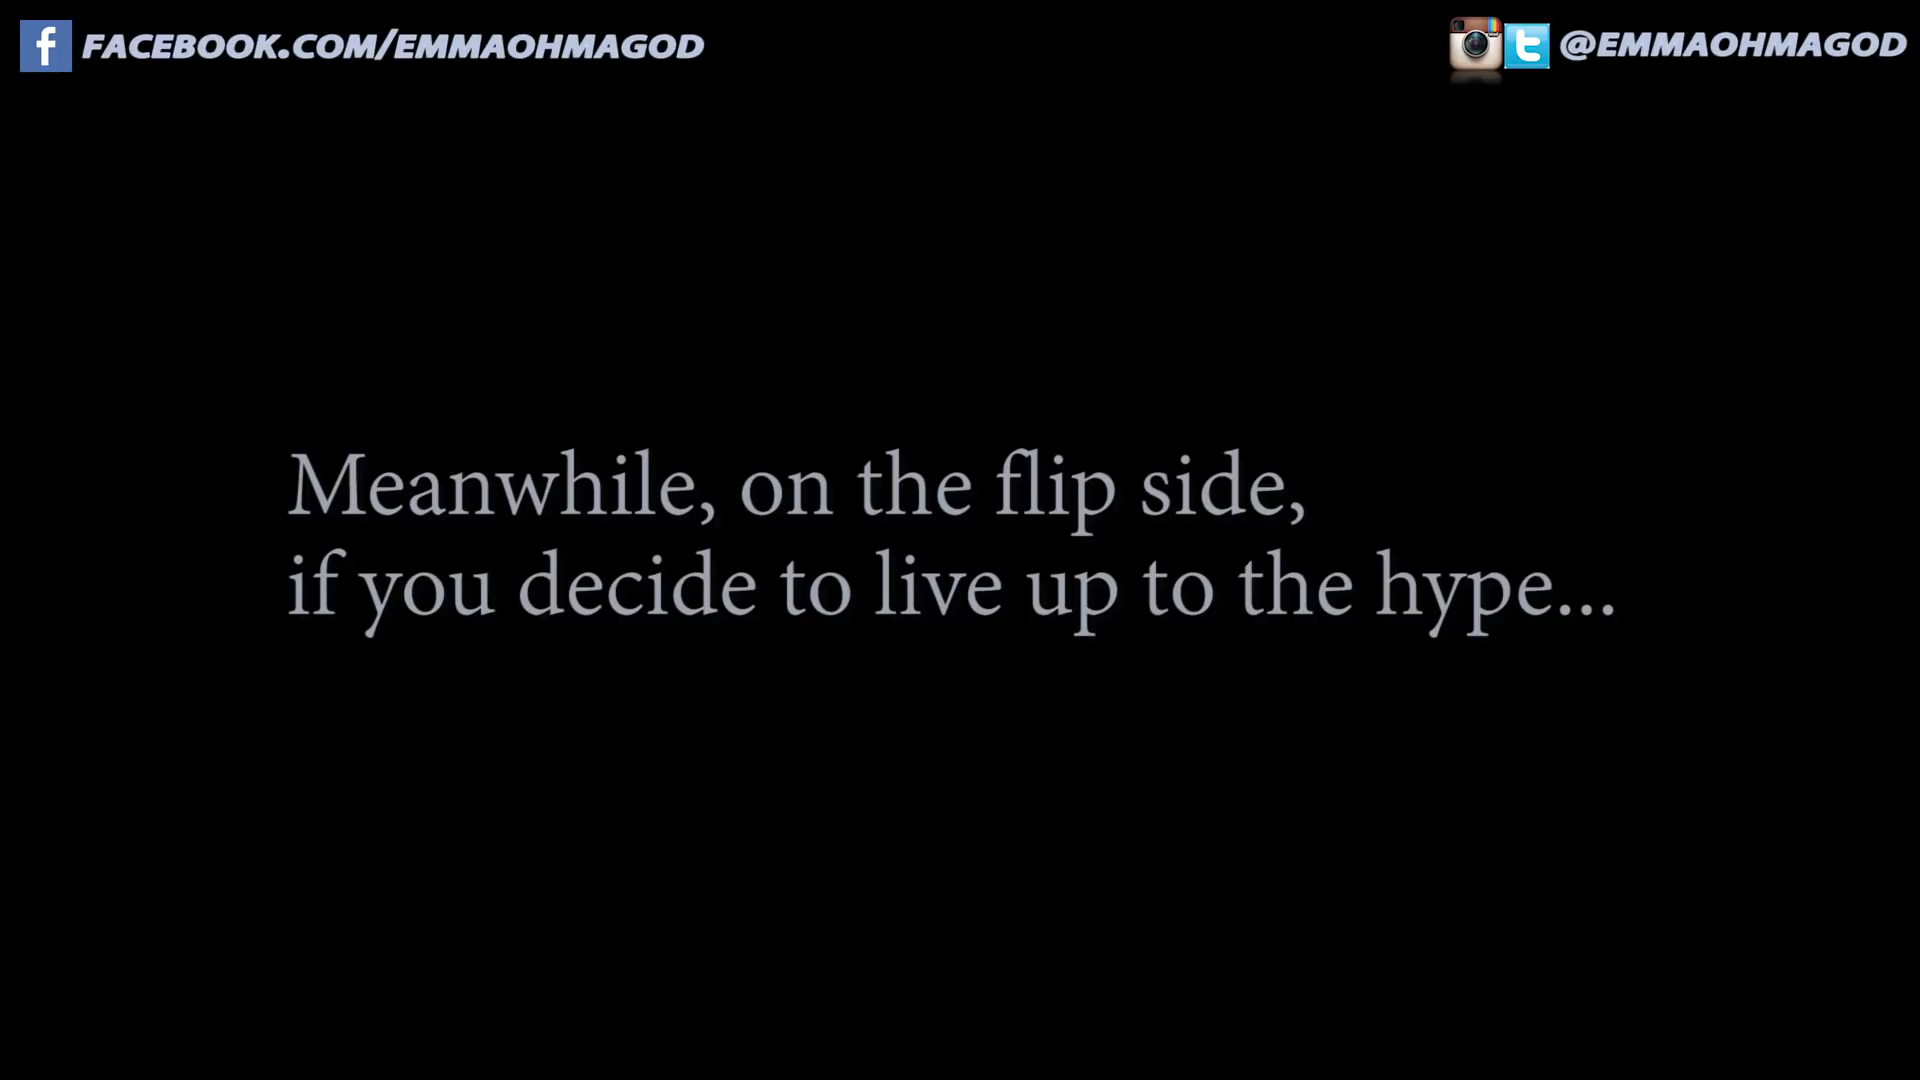 FACEBOOK.COM/EMMAOHMAGOD
@EMMAOHMAGOD
Meanwhile, on the flip side,
if you decide to live up to the hype...